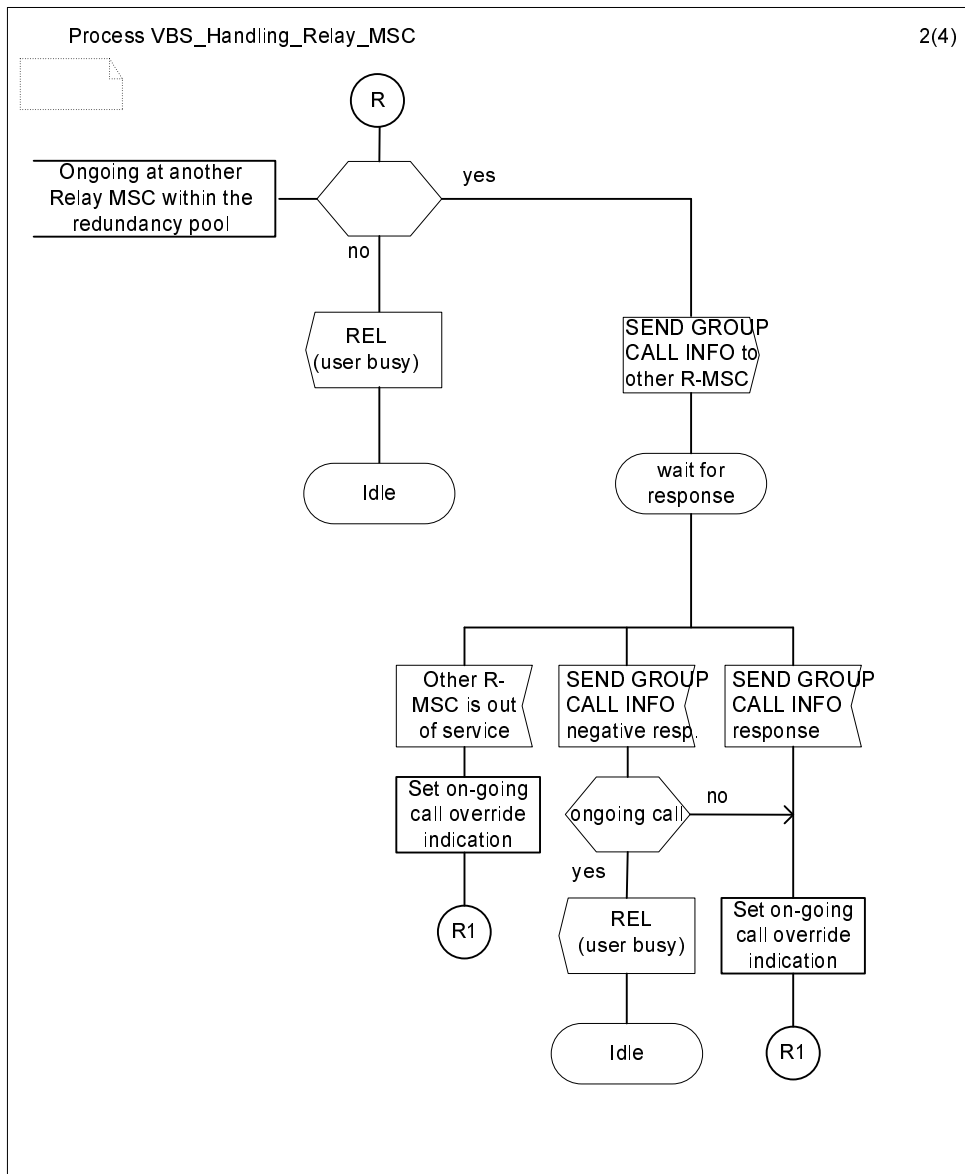 Process VBS_Handling_Relay_MSC
2(4)
R
Ongoing at another
Relay MSC within the
redundancy pool
yes
no
REL
(user busy)
SEND GROUP
CALL INFO to
other R-MSC
Idle
wait for
response
Other R-
MSC is out
of service
SEND GROUP
CALL INFO
negative resp.
SEND GROUP
CALL INFO
response
Set on-going
call override
indication
ongoing call
no
yes
R1
REL
(user busy)
Set on-going
call override
indication
Idle
R1